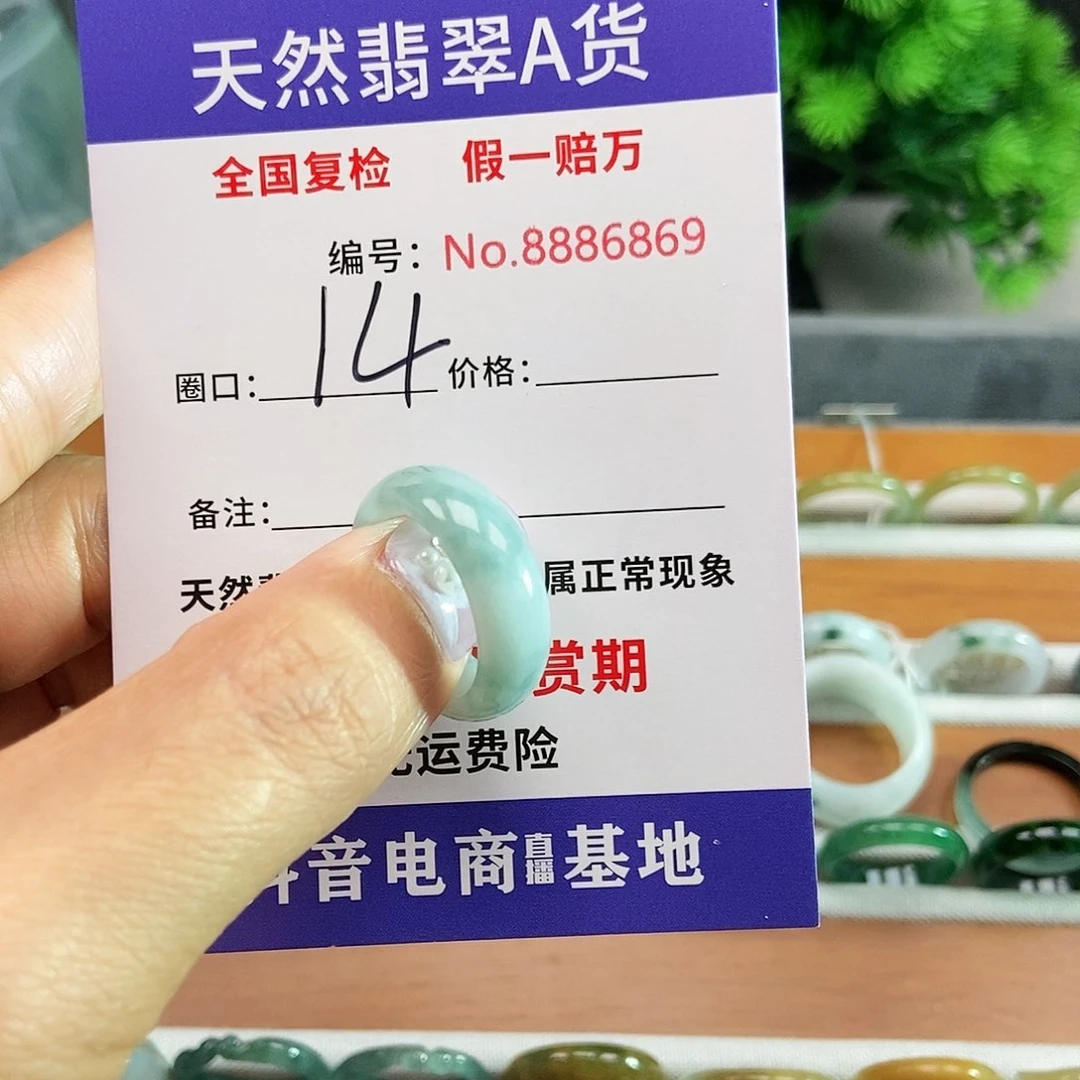 天然翡翠A货
全国复检 假一赔万
编号：No.8886869
圈口：14 价格：
备注：
天然 属正常现象
赏期
运费险
音电商直播基地